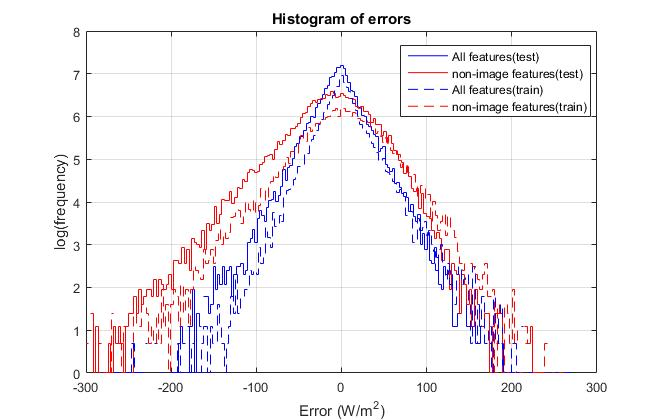 Histogram of errors
8
7
6
5
4
3
2
1
0
log(frequency)
All features(test)
non-image features(test)
All features(train)
non-image features(train)
-300 -200 -100 0 100 200 300
Error (W/m²)